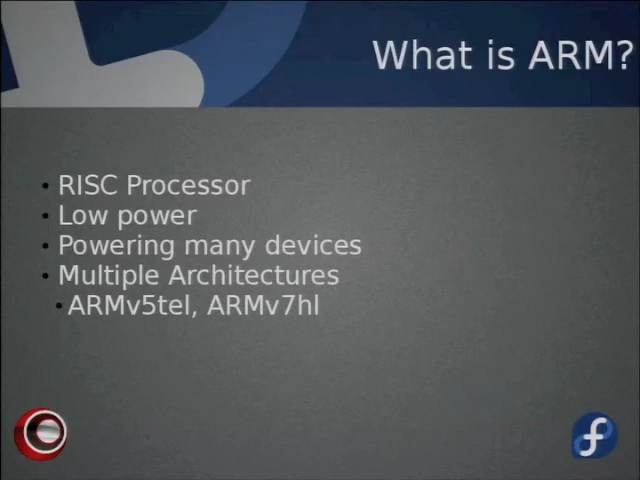 What is ARM?
• RISC Processor
• Low power
• Powering many devices
• Multiple Architectures
• ARMv5tel, ARMv7hl